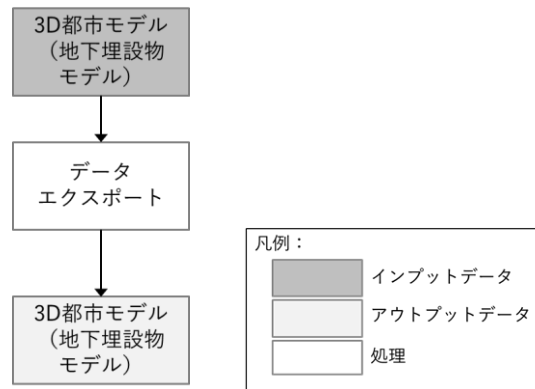 3D都市モデル
（地下埋設物
モデル）
データ
エクスポート
3D都市モデル
（地下埋設物
モデル）
凡例：
インプットデータ
アウトプットデータ
処理